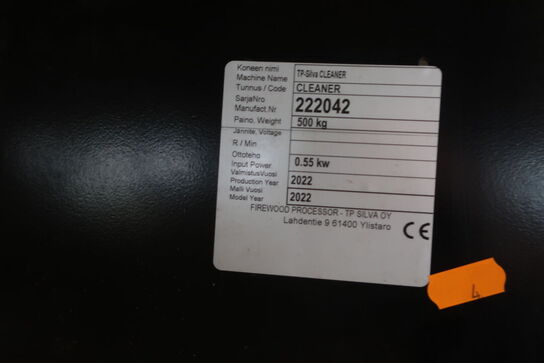 Koneen nimi
Machine Name TP-Silva CLEANER
Tunnus / Code CLEANER
SarjaNro
Manufact.Nr 222042
Paino, Weight 500 kg
Jännite, Voltage
R / Min
Ottoteho
Input Power 0.55 kw
ValmistusVuosi
Production Year 2022
Malli Vuosi
Model Year 2022
FIREWOOD PROCESSOR - TP SILVA OY
Lahdentie 9 61400 Ylistaro
CE
4